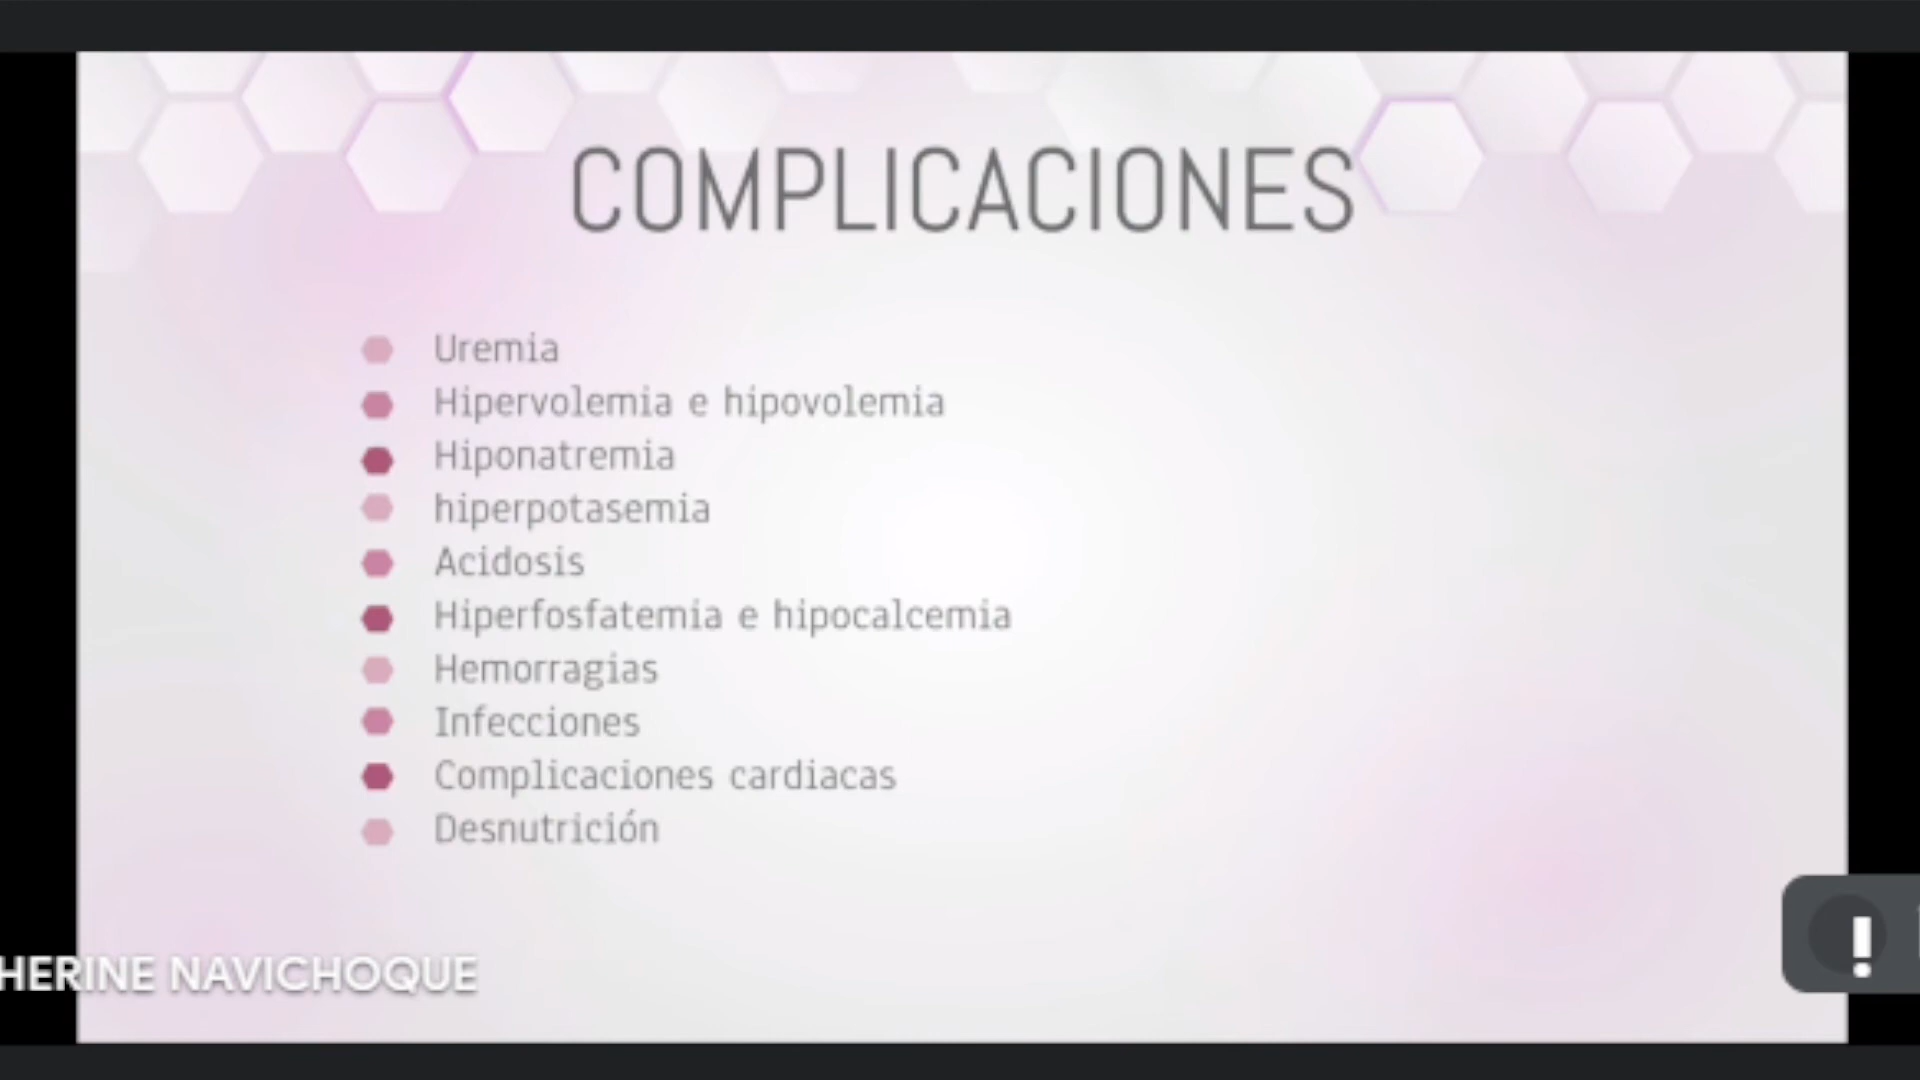 COMPLICACIONES
Uremia
Hipervolemia e hipovolemia
Hiponatremia
hiperpotasemia
Acidosis
Hiperfosfatemia e hipocalcemia
Hemorragias
Infecciones
Complicaciones cardiacas
Desnutrición
HERINE NAVICHOQUE